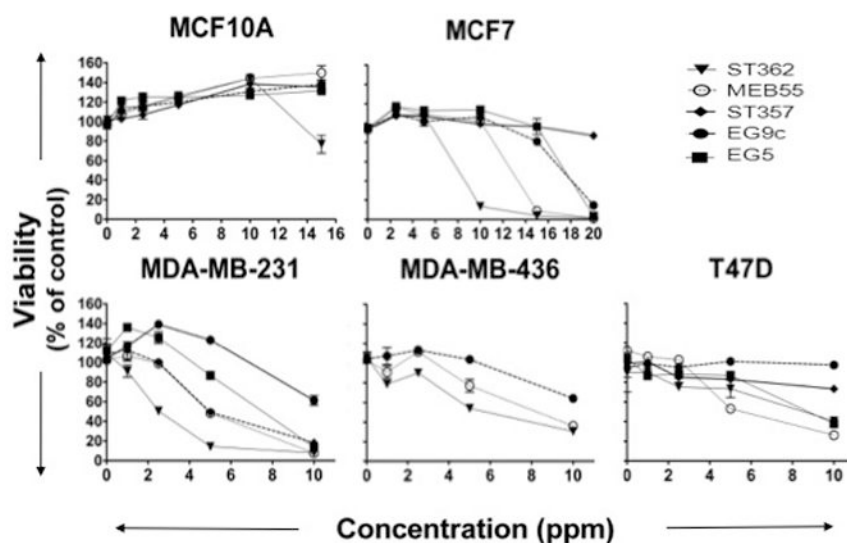 MCF10A
MCF7
160
140
120
100
80
60
40
20
0
0 2 4 6 8 10 12 14 16
0 2 4 6 8 10 12 14 16 18 20
ST362
MEB55
ST357
EG9c
EG5
Viability
(% of control)
MDA-MB-231
MDA-MB-436
T47D
160
140
120
100
80
60
40
20
0
0 2 4 6 8 10
0 2 4 6 8 10
0 2 4 6 8 10
Concentration (ppm)